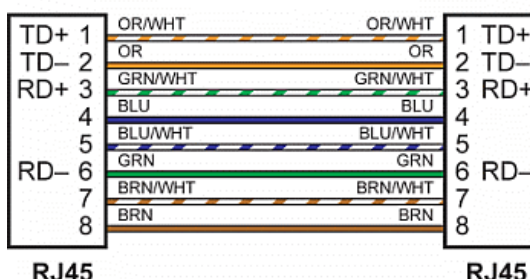 OR/WHT OR/WHT
TD+ 1 1 TD+
OR OR
TD– 2 2 TD–
GRN/WHT GRN/WHT
RD+ 3 3 RD+
BLU BLU
4 4
BLU/WHT BLU/WHT
5 5
GRN GRN
RD– 6 6 RD–
BRN/WHT BRN/WHT
7 7
BRN BRN
8 8
RJ45 RJ45